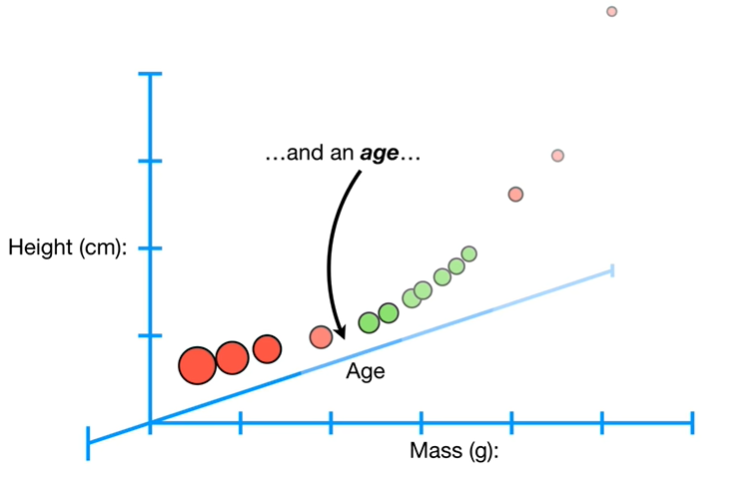 …and an age…
Height (cm):
Age
Mass (g):